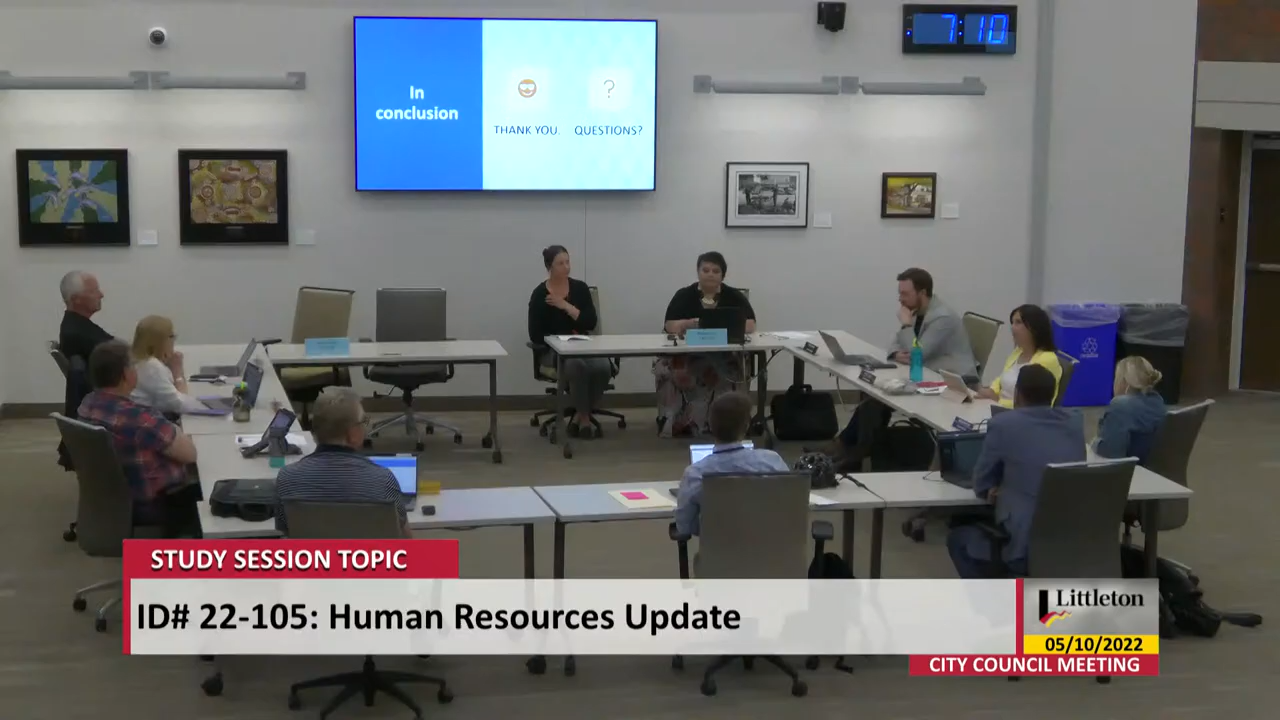 In
conclusion
THANK YOU.
QUESTIONS?
7:10
STUDY SESSION TOPIC
ID# 22-105: Human Resources Update
Littleton
05/10/2022
CITY COUNCIL MEETING